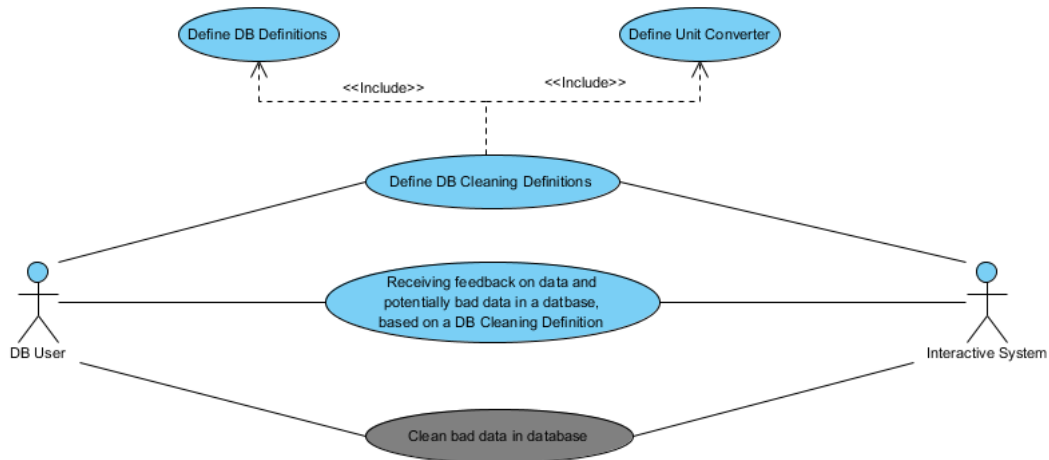 Define DB Definitions
Define Unit Converter
<<Include>>
<<Include>>
Define DB Cleaning Definitions
Receiving feedback on data and
potentially bad data in a datbase,
based on a DB Cleaning Definition
DB User
Interactive System
Clean bad data in database